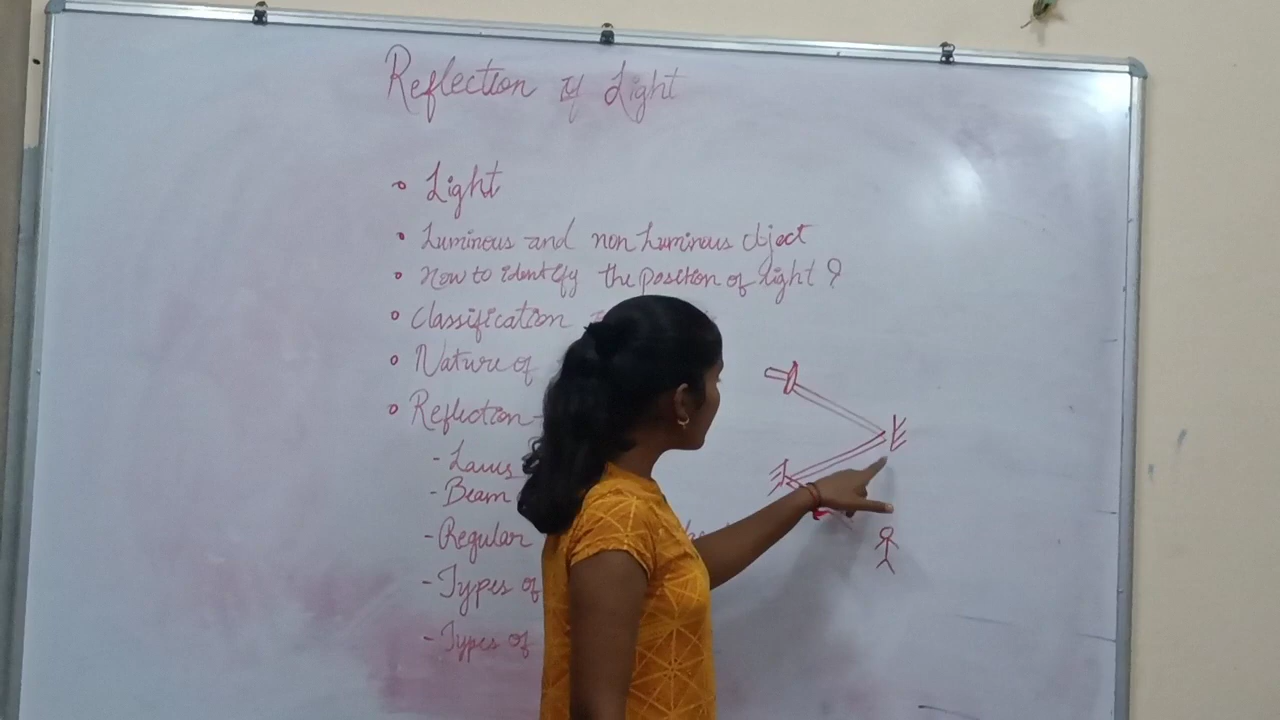 Reflection of Light
Light
Luminous and non Luminous object
How to identify the position of light ?
Classification
Nature of
Reflection
- Laws
- Beam
- Regular
- Types of
- Types of